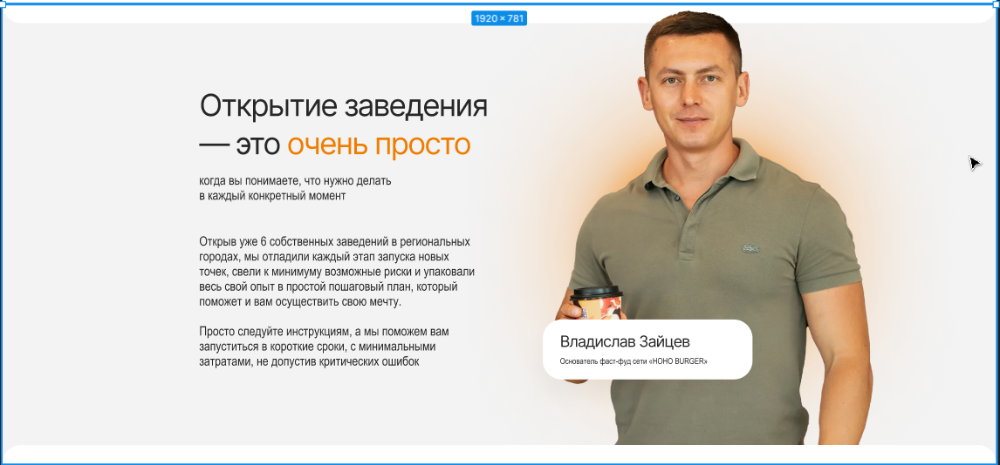 1920 × 781
Открытие заведения
— это очень просто
когда вы понимаете, что нужно делать
в каждый конкретный момент
Открыв уже 6 собственных заведений в региональных
городах, мы отладили каждый этап запуска новых
точек, свели к минимуму возможные риски и упаковали
весь свой опыт в простой пошаговый план, который
поможет и вам осуществить свою мечту.
Просто следуйте инструкциям, а мы поможем вам
запуститься в короткие сроки, с минимальными
затратами, не допустив критических ошибок
Владислав Зайцев
Основатель фаст-фуд сети «HOHO BURGER»